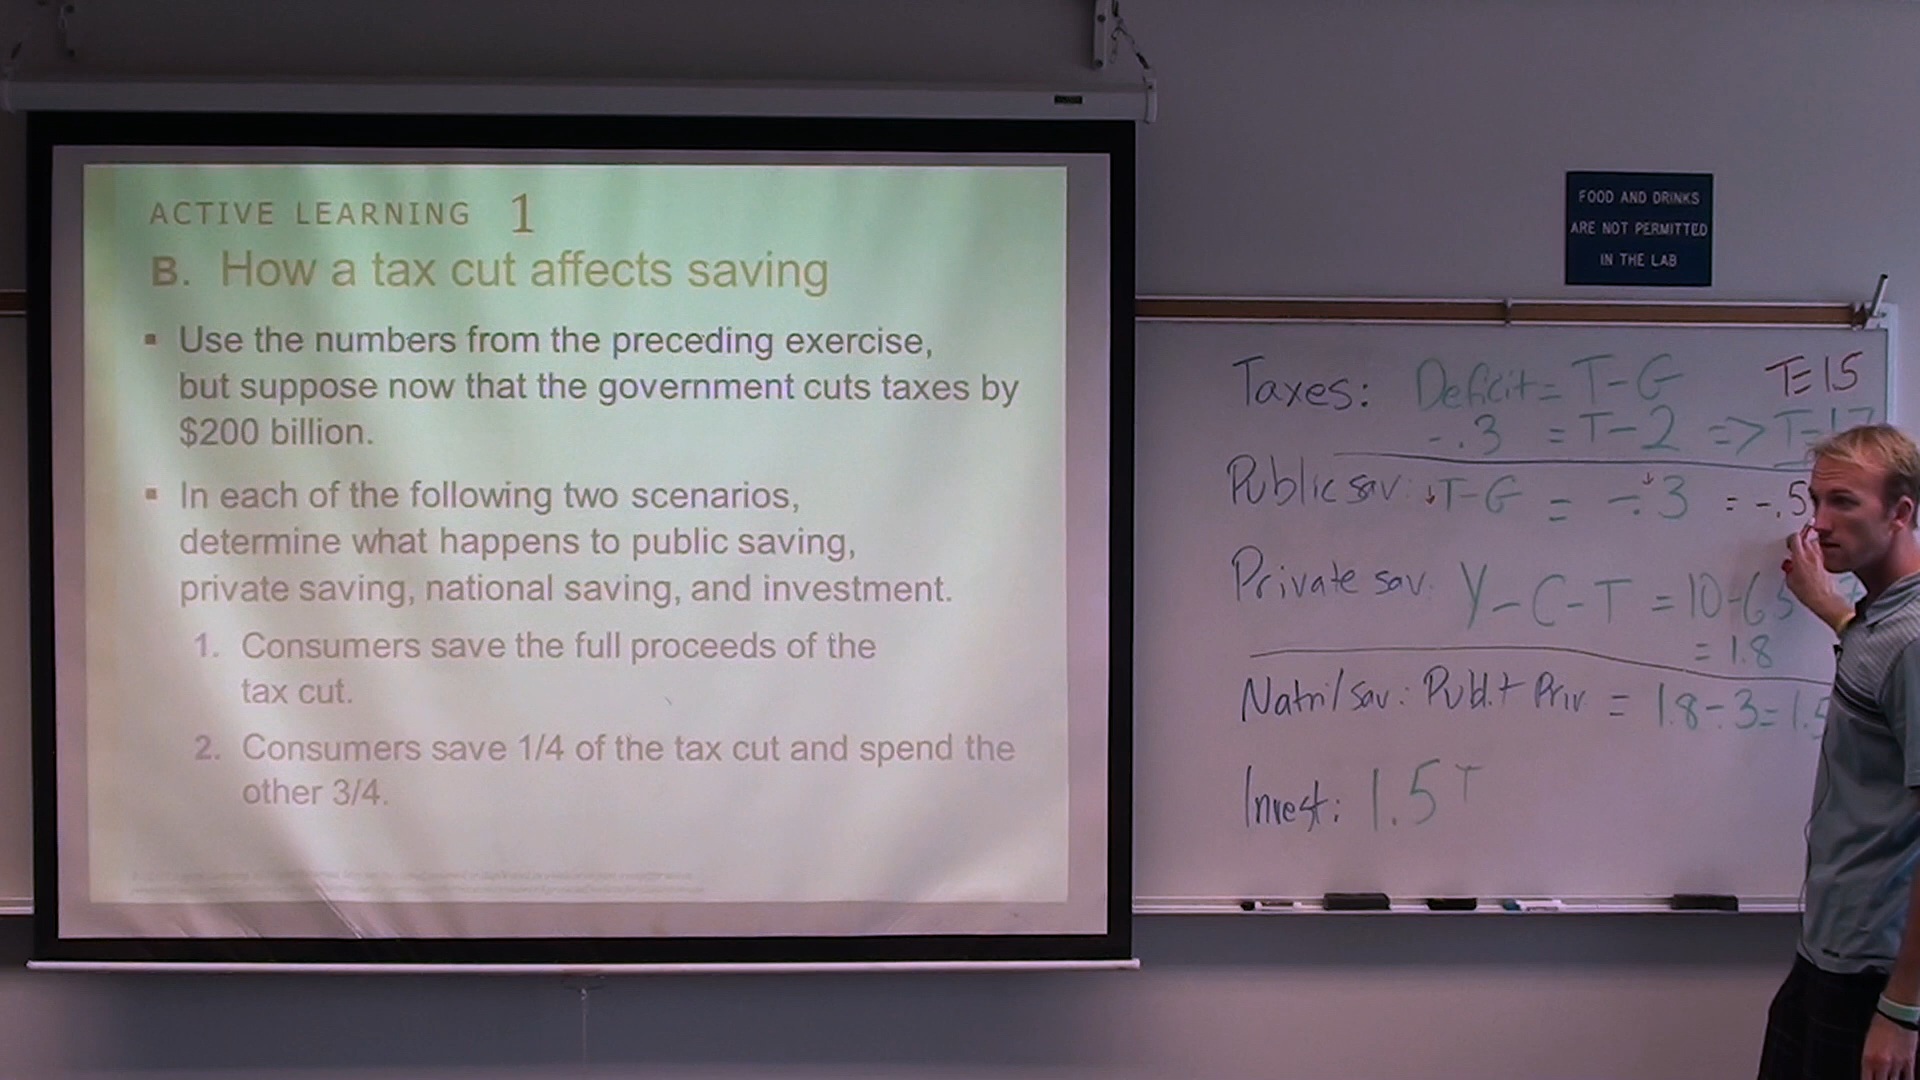 ACTIVE LEARNING 1
B. How a tax cut affects saving
▪ Use the numbers from the preceding exercise,
but suppose now that the government cuts taxes by
$200 billion.
▪ In each of the following two scenarios,
determine what happens to public saving,
private saving, national saving, and investment.
1. Consumers save the full proceeds of the
tax cut.
2. Consumers save 1/4 of the tax cut and spend the
other 3/4.
FOOD AND DRINKS
ARE NOT PERMITTED
IN THE LAB
Taxes: Deficit = T-G T=1.5
-.3 = T-2 => T=1.7
Public sav: ↓T-G = -.3 = -.5
Private sav. Y-C-T = 10-6.5
= 1.8
Nat'n'l sav.: Publ.+ Priv = 1.8-.3=1.5
Invest: 1.5T